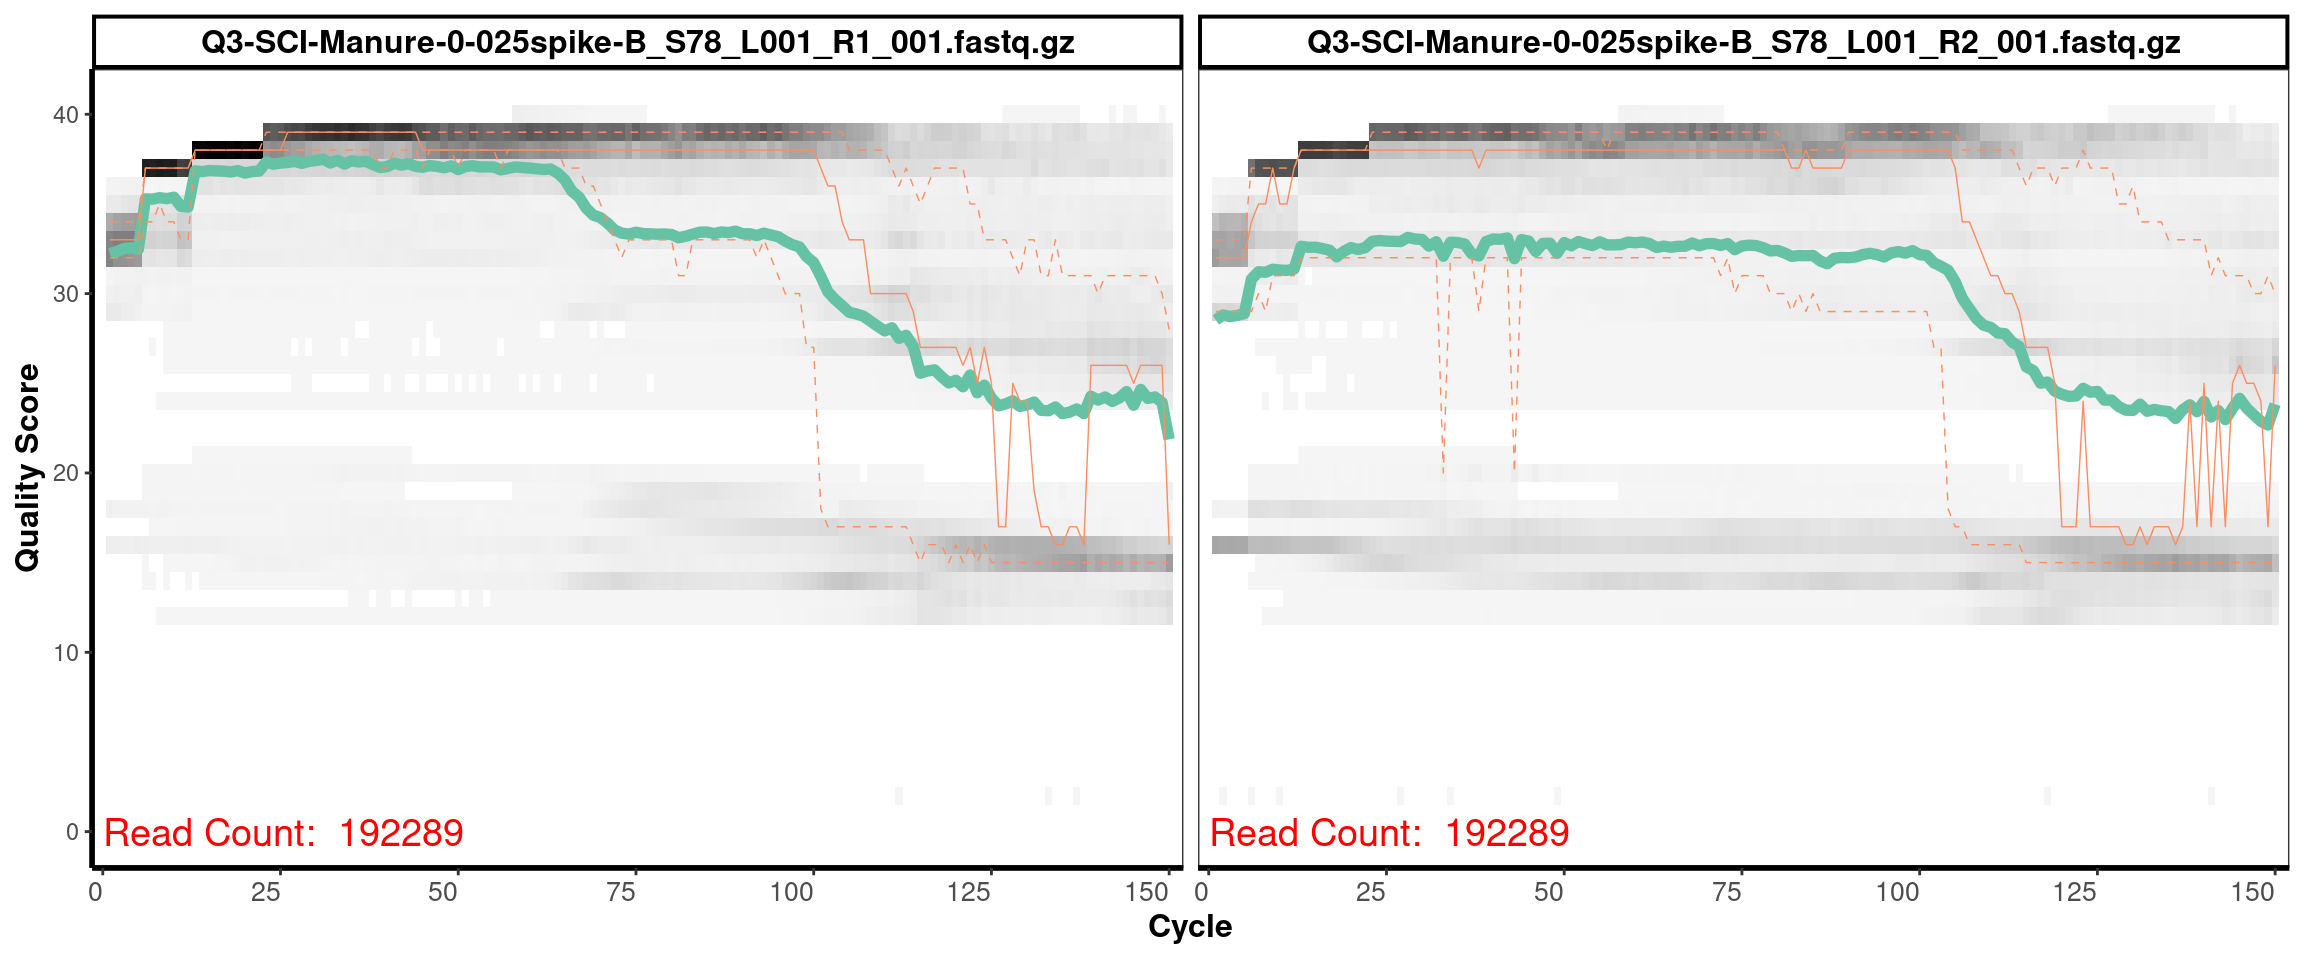 Q3-SCI-Manure-0-025spike-B_S78_L001_R1_001.fastq.gz
Q3-SCI-Manure-0-025spike-B_S78_L001_R2_001.fastq.gz
Quality Score
40
30
20
10
0
Read Count:  192289
Read Count:  192289
0 25 50 75 100 125 150
0 25 50 75 100 125 150
Cycle